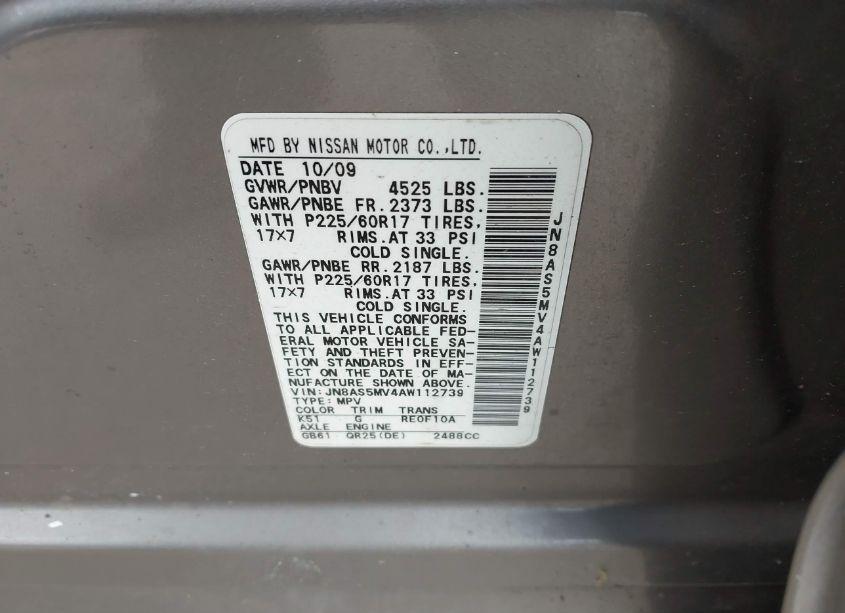 MFD BY NISSAN MOTOR CO.,LTD.
DATE 10/09
GVWR/PNBV 4525 LBS.
GAWR/PNBE FR. 2373 LBS.
WITH P225/60R17 TIRES,
17×7 RIMS.AT 33 PSI
COLD SINGLE.
GAWR/PNBE RR. 2187 LBS.
WITH P225/60R17 TIRES,
17×7 RIMS.AT 33 PSI
COLD SINGLE.
THIS VEHICLE CONFORMS
TO ALL APPLICABLE FED-
ERAL MOTOR VEHICLE SA-
FETY AND THEFT PREVEN-
TION STANDARDS IN EFF-
ECT ON THE DATE OF MA-
NUFACTURE SHOWN ABOVE.
VIN: JN8AS5MV4AW112739
TYPE: MPV
COLOR TRIM TRANS
K51 G RE0F10A
AXLE ENGINE
GB61 QR25(DE) 2488CC
JN8AS5MV4AW112739